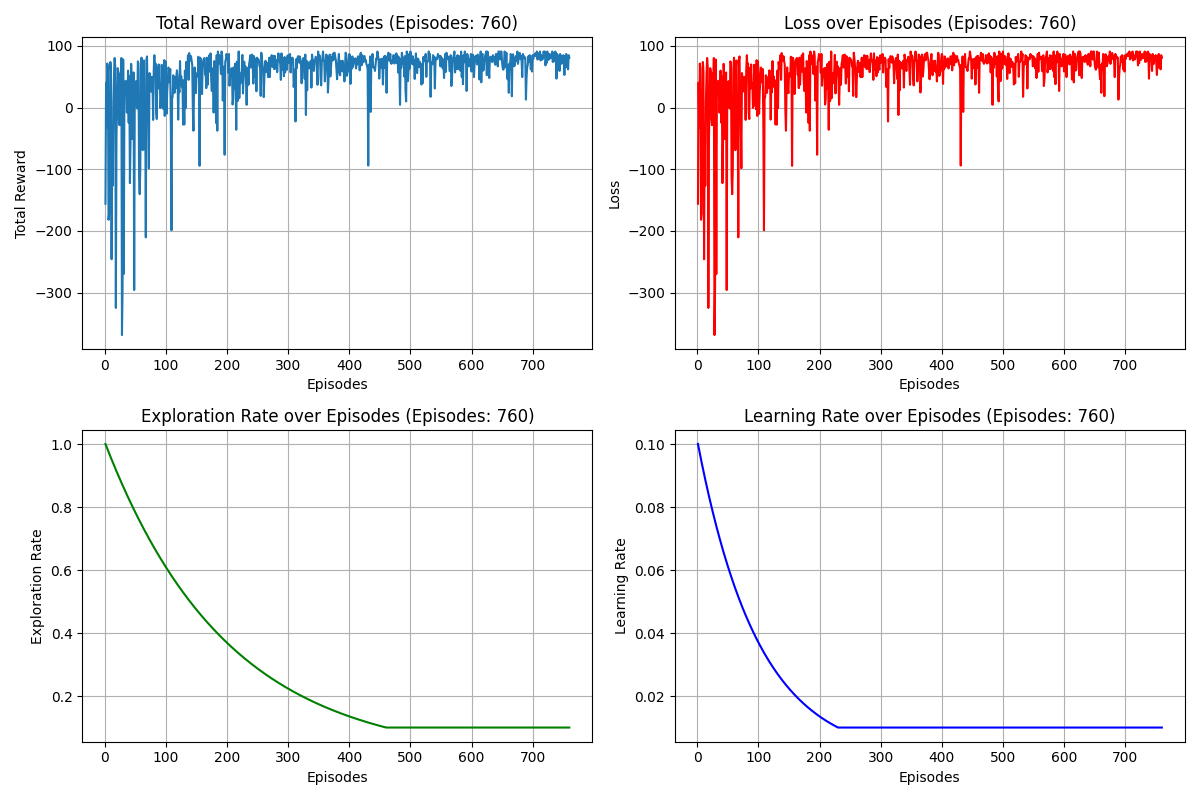 Total Reward over Episodes (Episodes: 760)
Total Reward
100
0
−100
−200
−300
0 100 200 300 400 500 600 700
Episodes
Loss over Episodes (Episodes: 760)
Loss
100
0
−100
−200
−300
0 100 200 300 400 500 600 700
Episodes
Exploration Rate over Episodes (Episodes: 760)
Exploration Rate
1.0
0.8
0.6
0.4
0.2
0 100 200 300 400 500 600 700
Episodes
Learning Rate over Episodes (Episodes: 760)
Learning Rate
0.10
0.08
0.06
0.04
0.02
0 100 200 300 400 500 600 700
Episodes